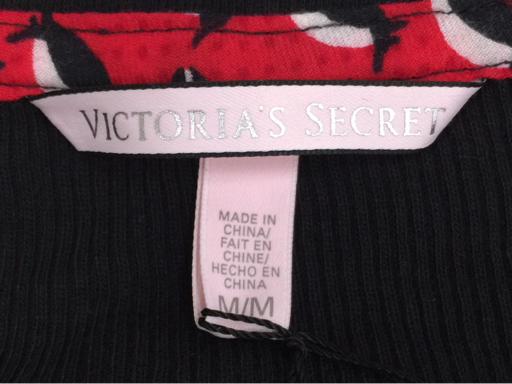 VICTORIA'S SECRET
MADE IN
CHINA/
FAIT EN
CHINE/
HECHO EN
CHINA
M/M